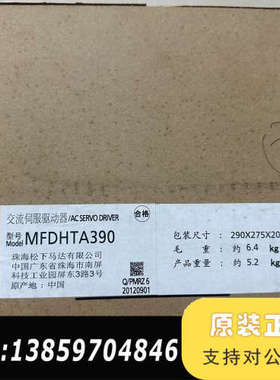 原装正
交流伺服驱动器/AC SERVO DRIVER
合格
型号 Model MFDHTA390
珠海松下马达有限公司
中国广东省珠海市南屏
科技工业园屏东3路3号
原产地:中国
Q/PMRZ 6
20120901
包装尺寸: 290X275X20
毛 重: 约 6.4 k
产品重量: 约 5.2 k
:13859704846
正品
支持对公